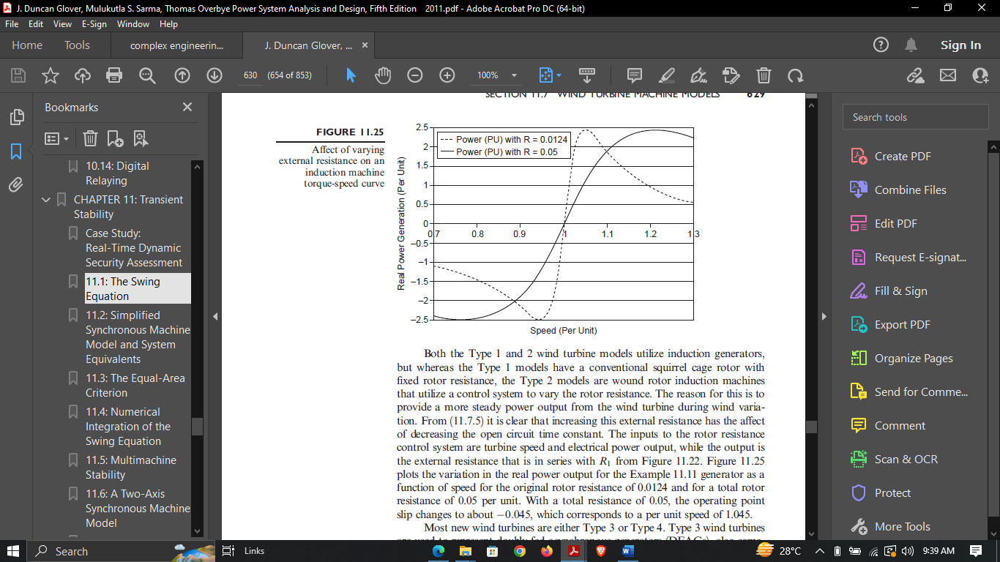 J. Duncan Glover, Mulukutla S. Sarma, Thomas Overbye Power System Analysis and Design, Fifth Edition 2011.pdf - Adobe Acrobat Pro DC (64-bit)
File Edit View E-Sign Window Help
Home Tools complex engineerin... J. Duncan Glover, ... × Sign In
630 (654 of 853) 100%
Bookmarks
10.14: Digital
Relaying
CHAPTER 11: Transient
Stability
Case Study:
Real-Time Dynamic
Security Assessment
11.1: The Swing
Equation
11.2: Simplified
Synchronous Machine
Model and System
Equivalents
11.3: The Equal-Area
Criterion
11.4: Numerical
Integration of the
Swing Equation
11.5: Multimachine
Stability
11.6: A Two-Axis
Synchronous Machine
Model
SECTION 11.7 WIND TURBINE MACHINE MODELS 629
FIGURE 11.25
Affect of varying
external resistance on an
induction machine
torque-speed curve
Real Power Generation (Per Unit)
2.5
2
1.5
1
0.5
0
–0.5
–1
–1.5
–2
–2.5
Power (PU) with R = 0.0124
Power (PU) with R = 0.05
0.7 0.8 0.9 1 1.1 1.2 1.3
Speed (Per Unit)
Both the Type 1 and 2 wind turbine models utilize induction generators,
but whereas the Type 1 models have a conventional squirrel cage rotor with
fixed rotor resistance, the Type 2 models are wound rotor induction machines
that utilize a control system to vary the rotor resistance. The reason for this is to
provide a more steady power output from the wind turbine during wind varia-
tion. From (11.7.5) it is clear that increasing this external resistance has the affect
of decreasing the open circuit time constant. The inputs to the rotor resistance
control system are turbine speed and electrical power output, while the output is
the external resistance that is in series with R1 from Figure 11.22. Figure 11.25
plots the variation in the real power output for the Example 11.11 generator as a
function of speed for the original rotor resistance of 0.0124 and for a total rotor
resistance of 0.05 per unit. With a total resistance of 0.05, the operating point
slip changes to about −0.045, which corresponds to a per unit speed of 1.045.
Most new wind turbines are either Type 3 or Type 4. Type 3 wind turbines
Search tools
Create PDF
Combine Files
Edit PDF
Request E-signat...
Fill & Sign
Export PDF
Organize Pages
Send for Comme...
Comment
Scan & OCR
Protect
More Tools
Search Links 28°C 9:39 AM